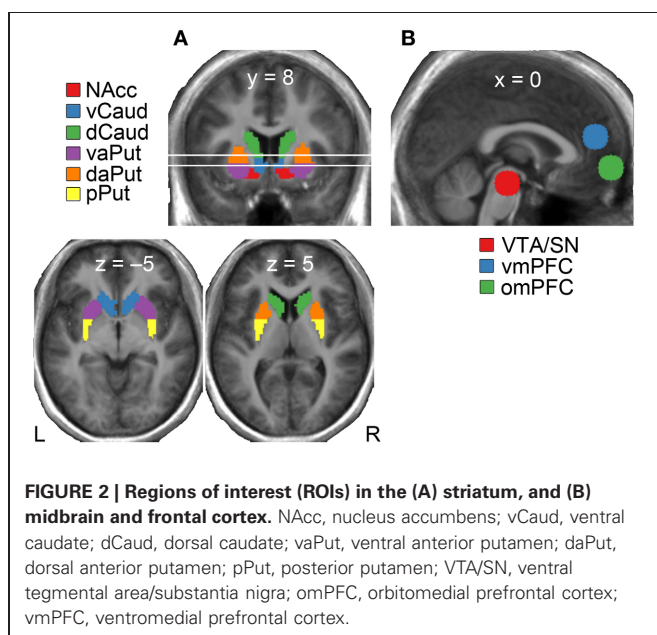 A
B
y = 8
x = 0
NAcc
vCaud
dCaud
vaPut
daPut
pPut
VTA/SN
vmPFC
omPFC
z = –5
z = 5
L
R
FIGURE 2 | Regions of interest (ROIs) in the (A) striatum, and (B)
midbrain and frontal cortex. NAcc, nucleus accumbens; vCaud, ventral
caudate; dCaud, dorsal caudate; vaPut, ventral anterior putamen; daPut,
dorsal anterior putamen; pPut, posterior putamen; VTA/SN, ventral
tegmental area/substantia nigra; omPFC, orbitomedial prefrontal cortex;
vmPFC, ventromedial prefrontal cortex.